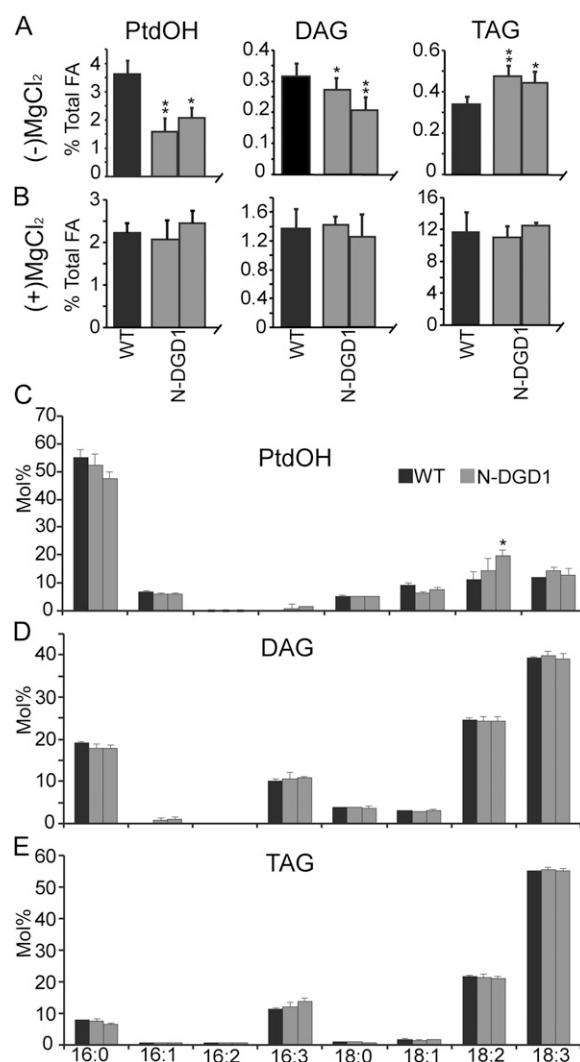 A PtdOH DAG TAG
(-)MgCl₂
% Total FA
4
3
2
1
0
** *
0.4
0.3
0.2
0.1
0
* **
0.6
0.4
0.2
0
** *
B
(+)MgCl₂
% Total FA
3
2
1
0
1.8
1.4
1.0
0.6
0.2
0
16
12
8
4
0
WT N-DGD1 WT N-DGD1 WT N-DGD1
C
PtdOH
WT N-DGD1
Mol%
70
60
50
40
30
20
10
0
*
D
DAG
Mol%
40
30
20
10
0
E
TAG
Mol%
60
50
40
30
20
10
0
16:0 16:1 16:2 16:3 18:0 18:1 18:2 18:3